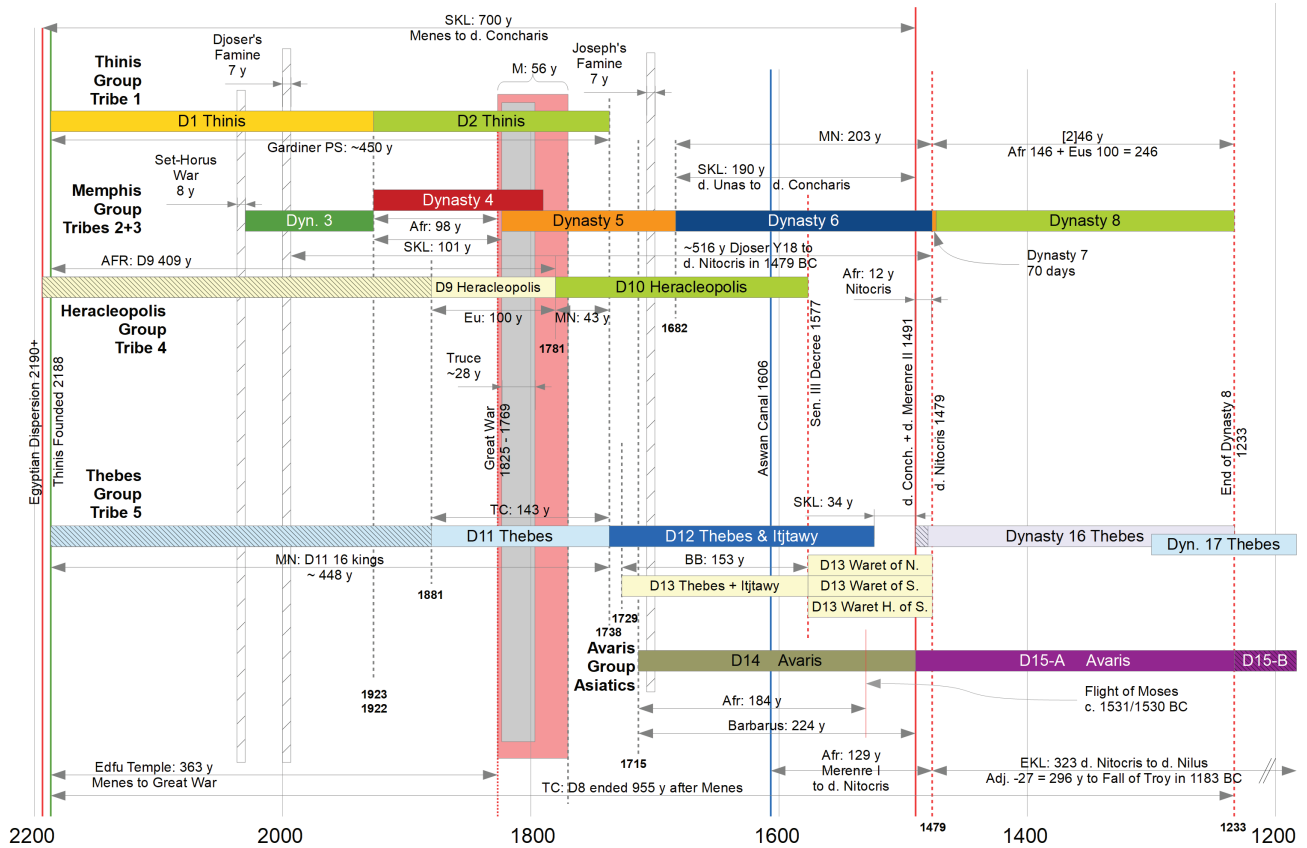 SKL: 700 y
Menes to d. Concharis
Djoser's
Famine
7 y
Joseph's
Famine
7 y
Thinis
Group
Tribe 1
M: 56 y
D1 Thinis
D2 Thinis
Gardiner PS: ~450 y
MN: 203 y
[2]46 y
Afr 146 + Eus 100 = 246
Set-Horus
War
8 y
SKL: 190 y
d. Unas to d. Concharis
Memphis
Group
Tribes 2+3
Dynasty 4
Dyn. 3
Dynasty 5
Dynasty 6
Dynasty 8
Afr: 98 y
SKL: 101 y
~516 y Djoser Y18 to
d. Nitocris in 1479 BC
Dynasty 7
70 days
AFR: D9 409 y
Afr: 12 y
Nitocris
D9 Heracleopolis
D10 Heracleopolis
Heracleopolis
Group
Tribe 4
Eu: 100 y
MN: 43 y
1682
1781
Truce
~28 y
Egyptian Dispersion 2190+
Thinis Founded 2188
Great War
1825 - 1769
Aswan Canal 1606
Sen. III Decree 1577
d. Conch. + d. Merenre II 1491
d. Nitocris 1479
End of Dynasty 8
1233
Thebes
Group
Tribe 5
SKL: 34 y
TC: 143 y
D11 Thebes
D12 Thebes & Itjtawy
Dynasty 16 Thebes
Dyn. 17 Thebes
MN: D11 16 kings
~ 448 y
BB: 153 y
D13 Waret of N.
D13 Thebes + Itjtawy
D13 Waret of S.
D13 Waret H. of S.
1881
1729
1738
Avaris
Group
Asiatics
D14 Avaris
D15-A Avaris
D15-B
1923
1922
Afr: 184 y
Flight of Moses
c. 1531/1530 BC
Barbarus: 224 y
1715
Edfu Temple: 363 y
Menes to Great War
Afr: 129 y
Merenre I
to d. Nitocris
EKL: 323 d. Nitocris to d. Nilus
Adj. -27 = 296 y to Fall of Troy in 1183 BC
TC: D8 ended 955 y after Menes
1479
1233
2200
2000
1800
1600
1400
1200